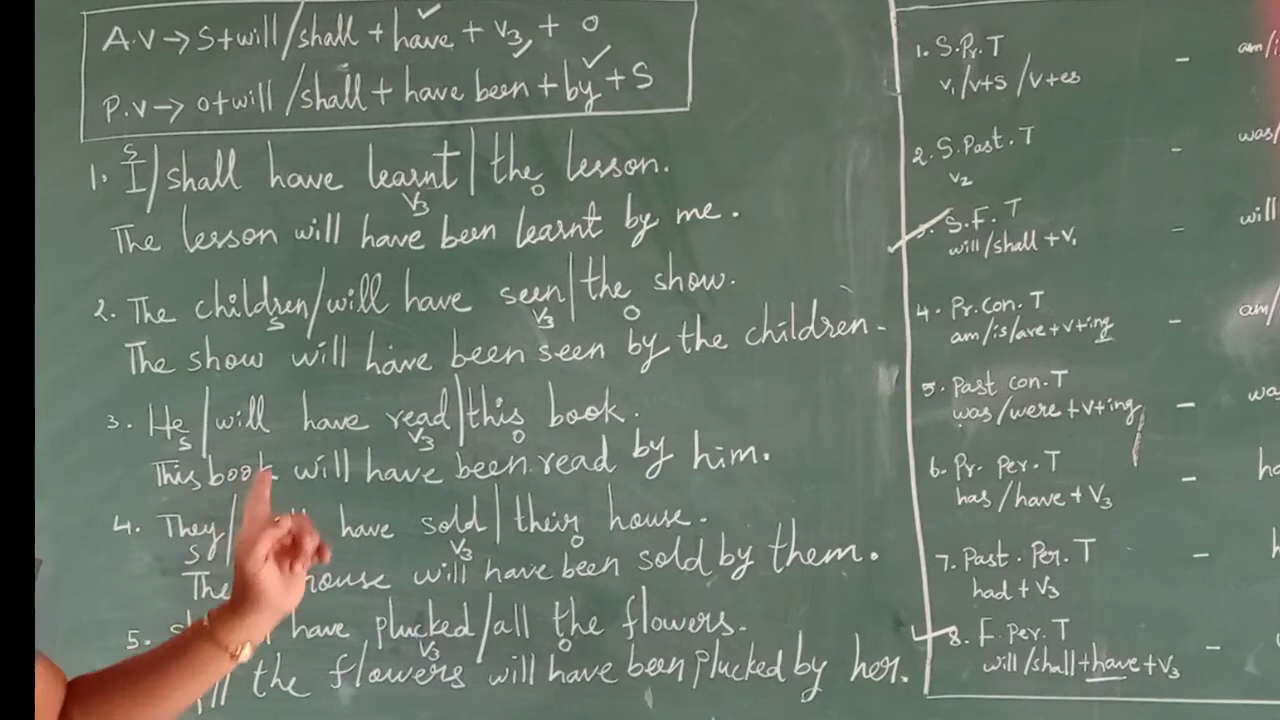 A.V → S+will/shall + have + V3 + O
P.V → O+will/shall + have been + by + S
1. I/shall have learnt | the lesson.
S V3 O
The lesson will have been learnt by me.
2. The children/will have seen | the show.
S V3 O
The show will have been seen by the children.
3. He/will have read | this book.
S V3 O
This book will have been read by him.
4. They/ have sold | their house.
S V3 O
house will have been sold by them.
5. have plucked/all the flowers.
V3 O
the flowers will have been plucked by her.
1. S.Pr.T -
V1/V+s/V+es
2. S.Past.T - was/
V2
S.F.T - will
will/shall + V1
4. Pr.con.T - am/
am/is/are+v+ing
5. Past con.T -
was/were+v+ing
6. Pr. Per. T -
has/have + V3
7. Past. Per. T -
had + V3
8. F. Per. T -
will/shall+have+V3